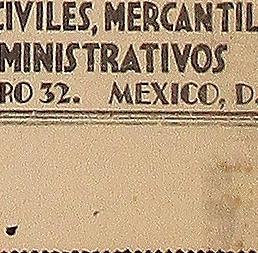 CIVILES, MERCANTIL
MINISTRATIVOS
RO 32. MEXICO, D.